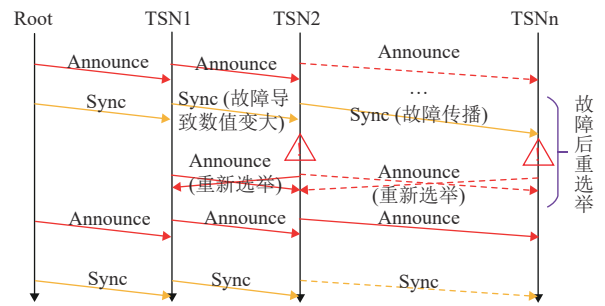 Root TSN1 TSN2 TSNn
Announce Announce Announce
…
Sync Sync (故障导
致数值变大) Sync (故障传播)
Announce
(重新选举)
Announce
(重新选举)
故障后重选举
Announce Announce Announce
Sync Sync Sync